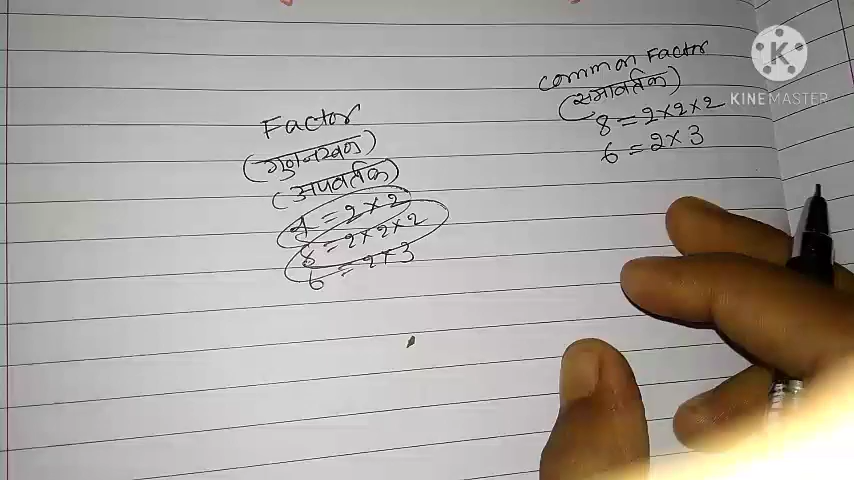 Factor
(गुणनखण्ड)
(अपवर्तक)
4 = 2 × 2
8 = 2 × 2 × 2
6 = 2 × 3
common Factor
(समावर्तक)
8 = 2 × 2 × 2
6 = 2 × 3
KINEMASTER